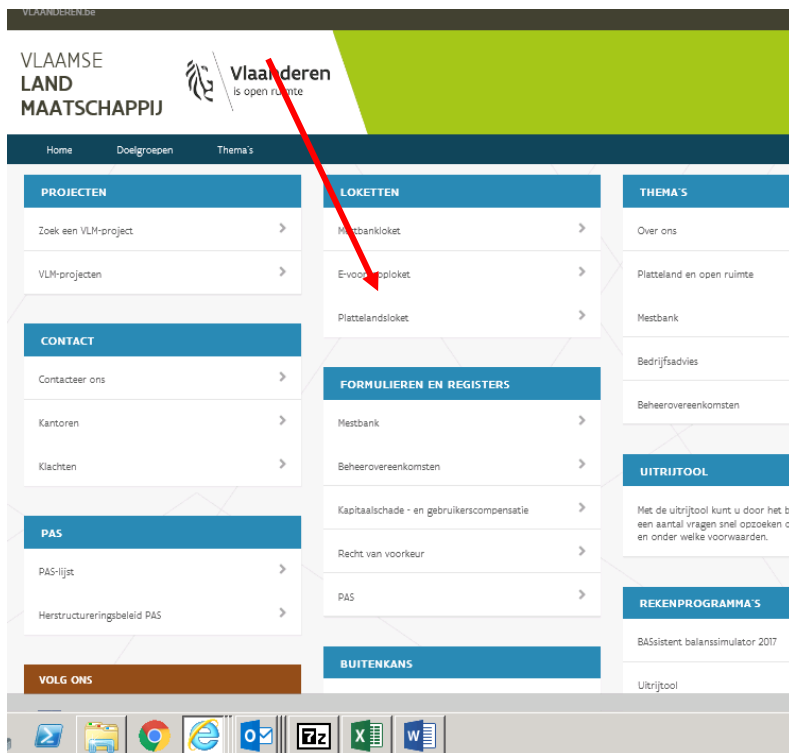 VLAANDEREN.be
VLAAMSE
LAND
MAATSCHAPPIJ
Vlaanderen
is open ruimte
Home
Doelgroepen
Thema's
PROJECTEN
Zoek een VLM-project
VLM-projecten
CONTACT
Contacteer ons
Kantoren
Klachten
PAS
PAS-lijst
Herstructureringsbeleid PAS
VOLG ONS
LOKETTEN
Mestbankloket
Plattelandsloket
FORMULIEREN EN REGISTERS
Mestbank
Beheerovereenkomsten
Kapitaalschade - en gebruikerscompensatie
Recht van voorkeur
PAS
BUITENKANS
THEMA'S
Over ons
Platteland en open ruimte
Mestbank
Bedrijfsadvies
Beheerovereenkomsten
UITRIJTOOL
Met de uitrijtool kunt u door het b
een aantal vragen snel opzoeken
en onder welke voorwaarden.
REKENPROGRAMMA'S
BASsistent balanssimulator 2017
Uitrijtool
7z